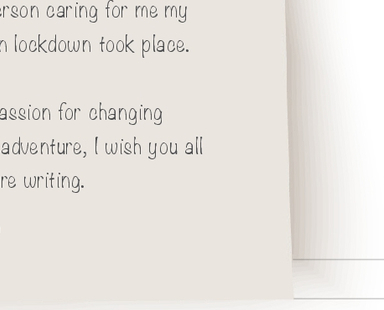 erson caring for me my
n lockdown took place.
assion for changing
adventure, I wish you all
re writing.